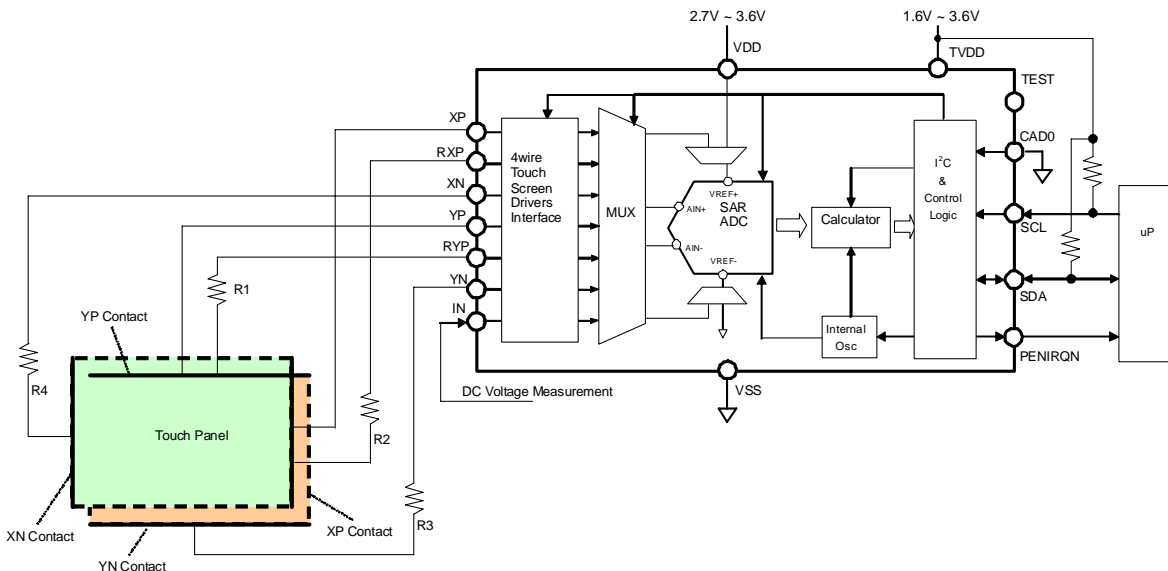 2.7V ~ 3.6V
1.6V ~ 3.6V
VDD
TVDD
TEST
XP
RXP
XN
YP
RYP
YN
IN
4wire
Touch
Screen
Drivers
Interface
MUX
VREF+
AIN+
SAR
ADC
AIN-
VREF-
Calculator
Internal
Osc
I²C
&
Control
Logic
CAD0
SCL
SDA
PENIRQN
uP
VSS
DC Voltage Measurement
R1
R2
R3
R4
YP Contact
Touch Panel
XN Contact
YN Contact
XP Contact